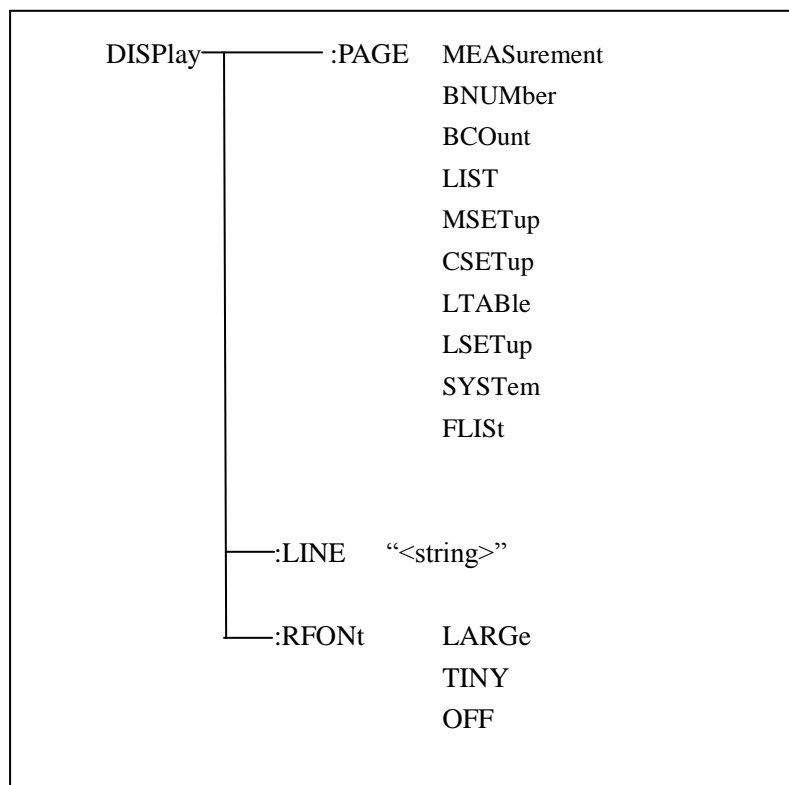 DISPlay :PAGE MEASurement
BNUMber
BCOunt
LIST
MSETup
CSETup
LTABle
LSETup
SYSTem
FLISt
:LINE “<string>”
:RFONt LARGe
TINY
OFF